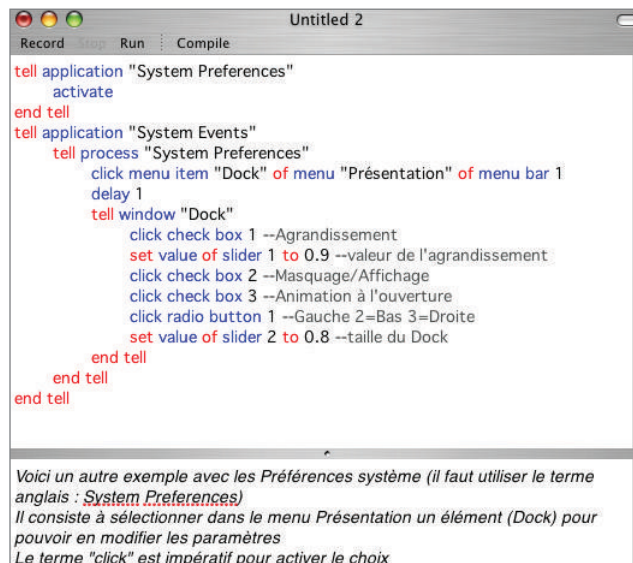 Untitled 2
Record Stop Run Compile
tell application "System Preferences"
activate
end tell
tell application "System Events"
tell process "System Preferences"
click menu item "Dock" of menu "Présentation" of menu bar 1
delay 1
tell window "Dock"
click check box 1 --Agrandissement
set value of slider 1 to 0.9 --valeur de l'agrandissement
click check box 2 --Masquage/Affichage
click check box 3 --Animation à l'ouverture
click radio button 1 --Gauche 2=Bas 3=Droite
set value of slider 2 to 0.8 --taille du Dock
end tell
end tell
end tell
Voici un autre exemple avec les Préférences système (il faut utiliser le terme
anglais : System Preferences)
Il consiste à sélectionner dans le menu Présentation un élément (Dock) pour
pouvoir en modifier les paramètres
Le terme "click" est impératif pour activer le choix